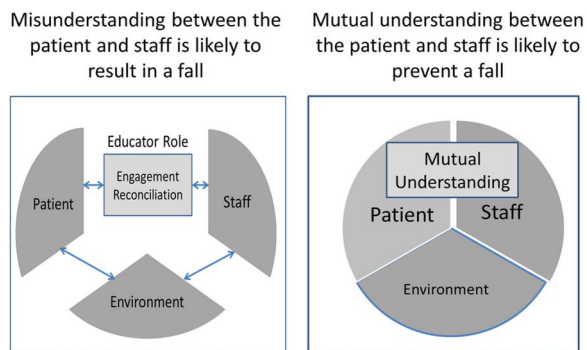 Misunderstanding between the
patient and staff is likely to
result in a fall
Educator Role
Engagement
Reconciliation
Patient
Staff
Environment
Mutual understanding between
the patient and staff is likely to
prevent a fall
Mutual
Understanding
Patient
Staff
Environment